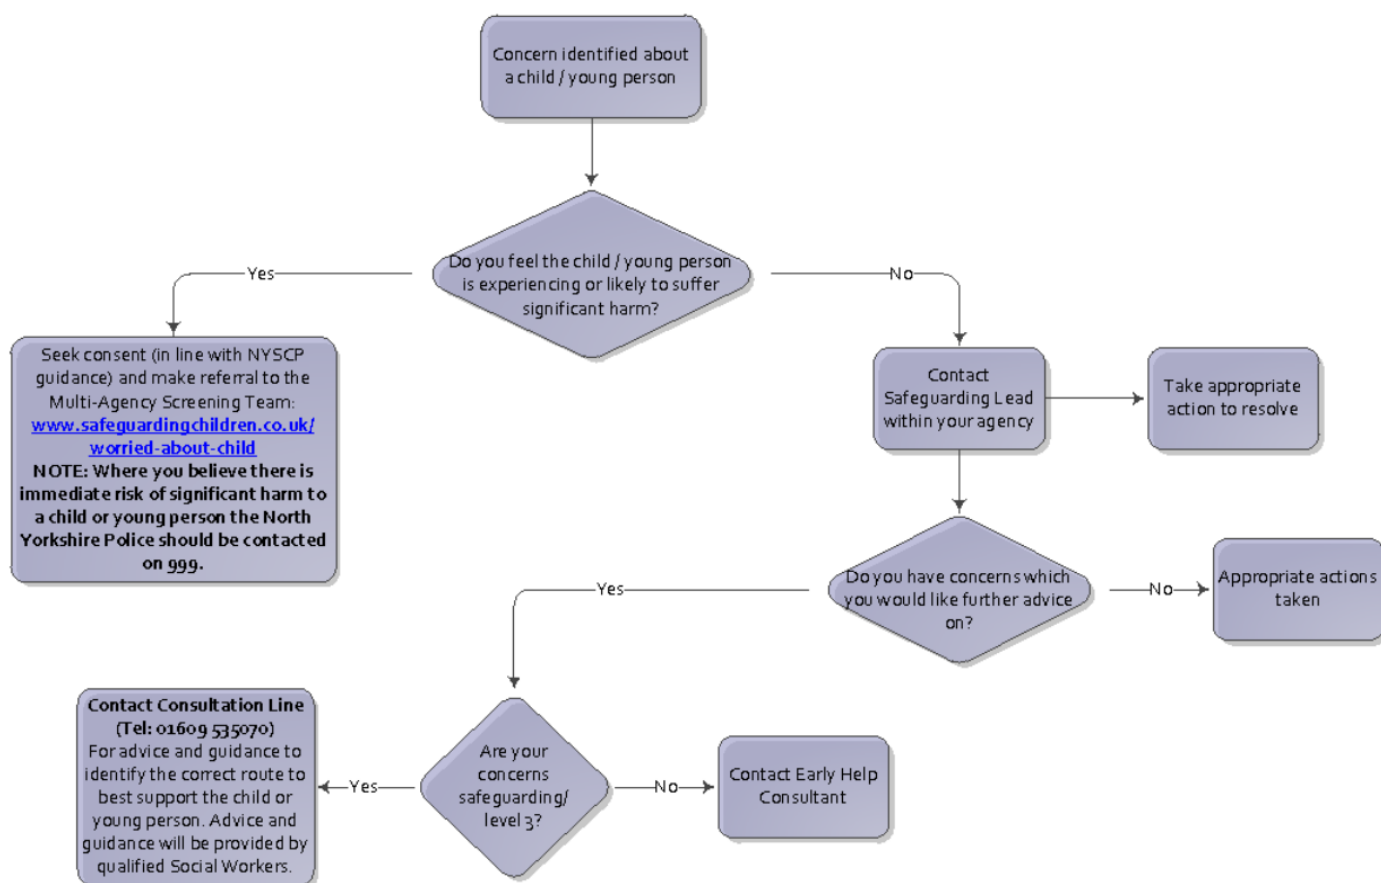 Concern identified about
a child / young person
Do you feel the child / young person
is experiencing or likely to suffer
significant harm?
Yes
No
Seek consent (in line with NYSCP
guidance) and make referral to the
Multi-Agency Screening Team:
www.safeguardingchildren.co.uk/
worried-about-child
NOTE: Where you believe there is
immediate risk of significant harm to
a child or young person the North
Yorkshire Police should be contacted
on 999.
Contact
Safeguarding Lead
within your agency
Take appropriate
action to resolve
Do you have concerns which
you would like further advice
on?
Yes
No
Appropriate actions
taken
Are your
concerns
safeguarding/
level 3?
Yes
No
Contact Consultation Line
(Tel: 01609 535070)
For advice and guidance to
identify the correct route to
best support the child or
young person. Advice and
guidance will be provided by
qualified Social Workers.
Contact Early Help
Consultant